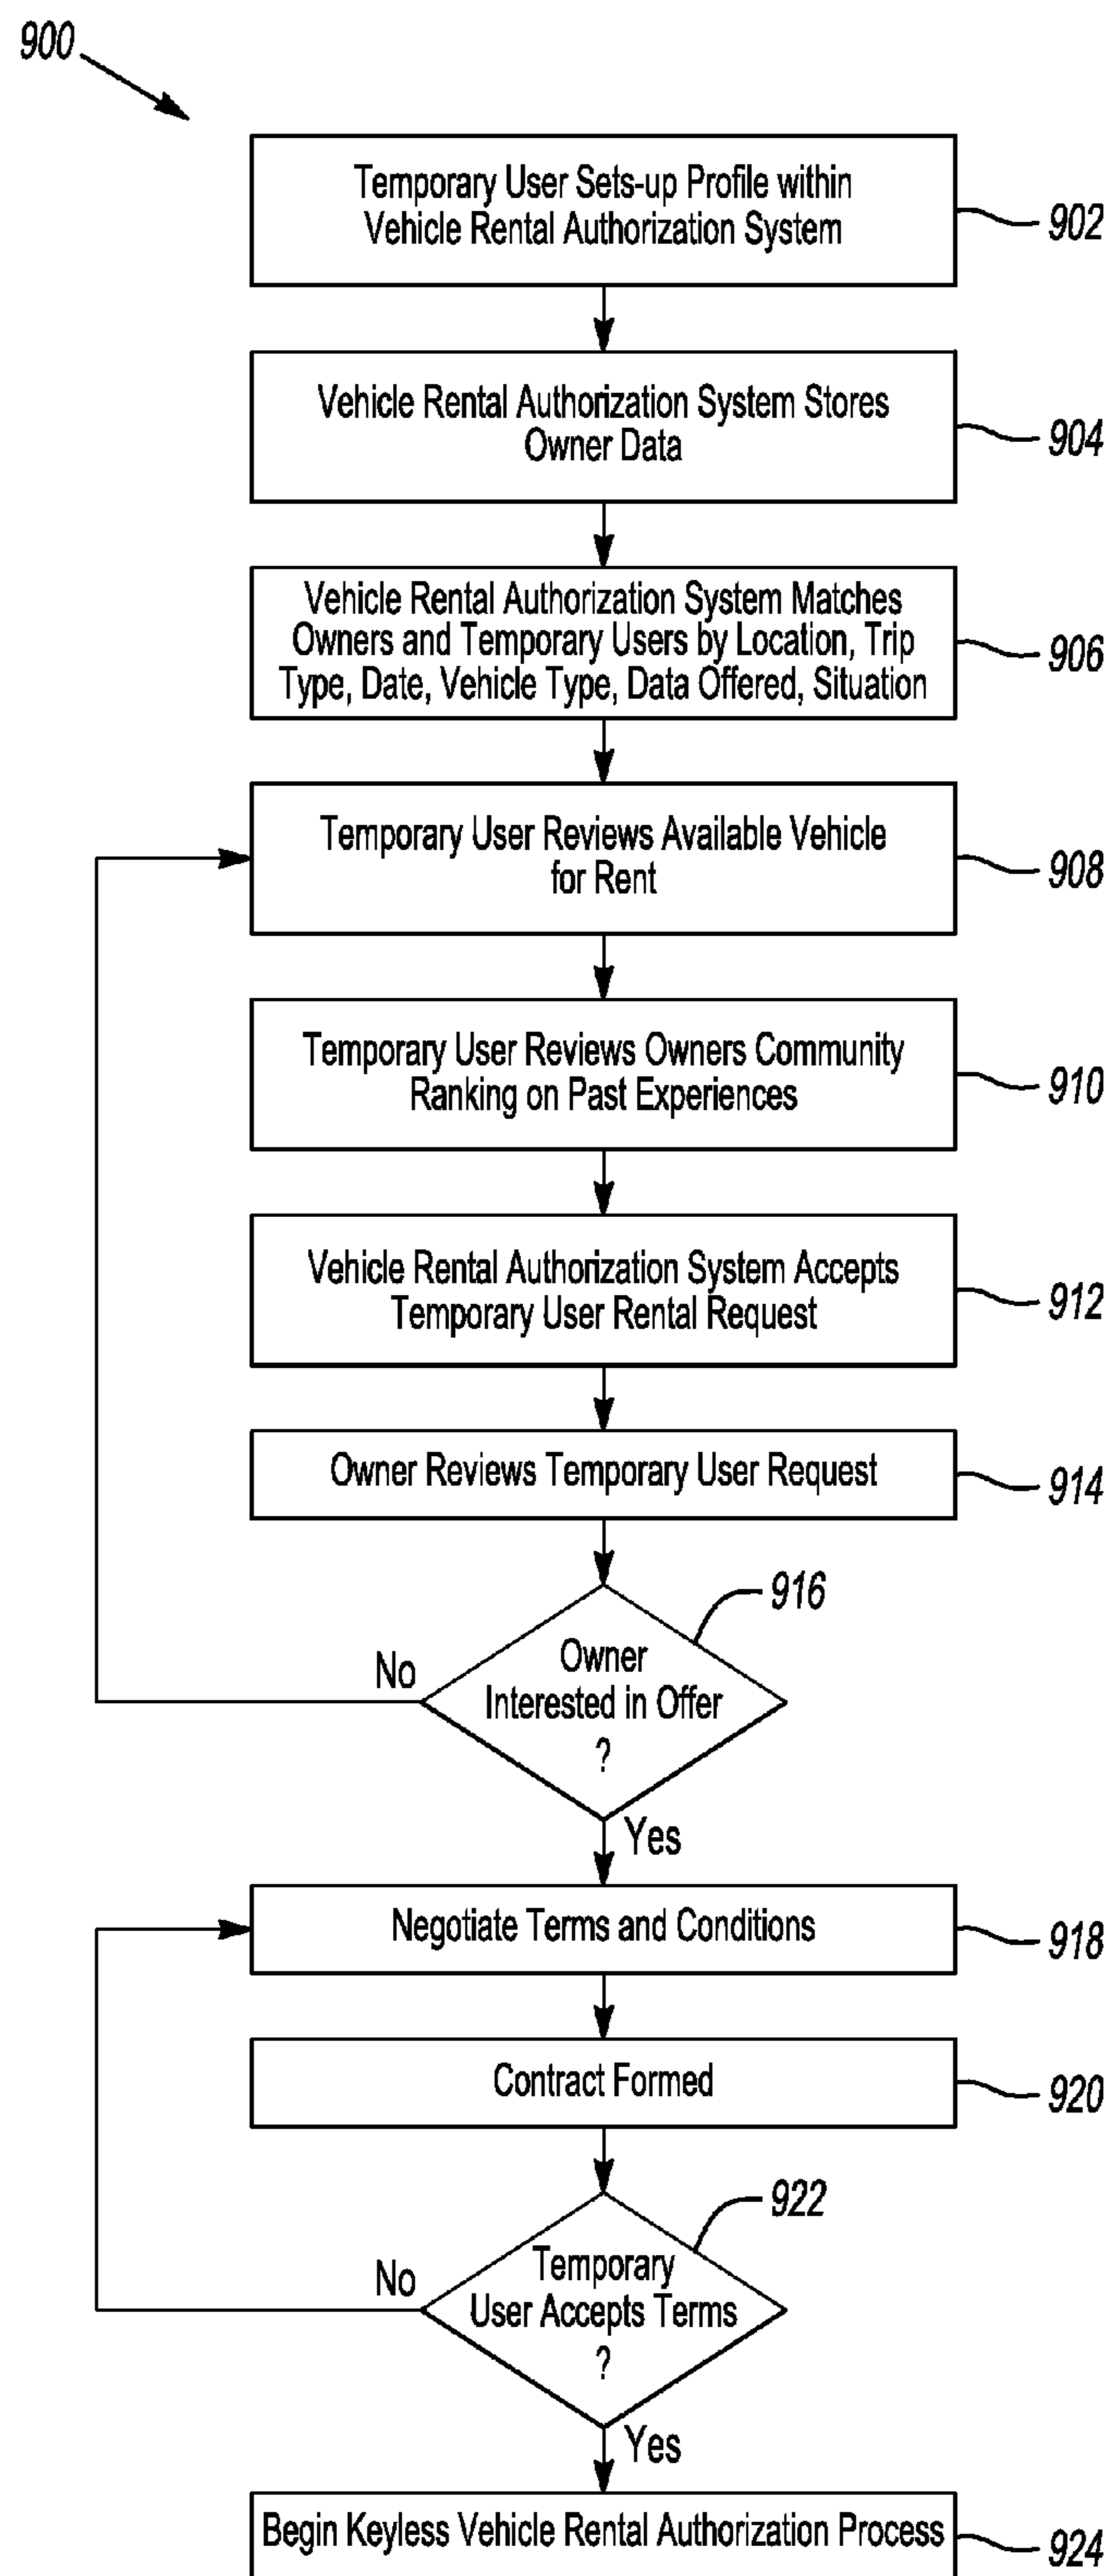 900
Temporary User Sets-up Profile within
Vehicle Rental Authorization System
902
Vehicle Rental Authorization System Stores
Owner Data
904
Vehicle Rental Authorization System Matches
Owners and Temporary Users by Location, Trip
Type, Date, Vehicle Type, Data Offered, Situation
906
Temporary User Reviews Available Vehicle
for Rent
908
Temporary User Reviews Owners Community
Ranking on Past Experiences
910
Vehicle Rental Authorization System Accepts
Temporary User Rental Request
912
Owner Reviews Temporary User Request
914
916
Owner
Interested in Offer
?
No
Yes
Negotiate Terms and Conditions
918
Contract Formed
920
922
Temporary
User Accepts Terms
?
No
Yes
Begin Keyless Vehicle Rental Authorization Process
924